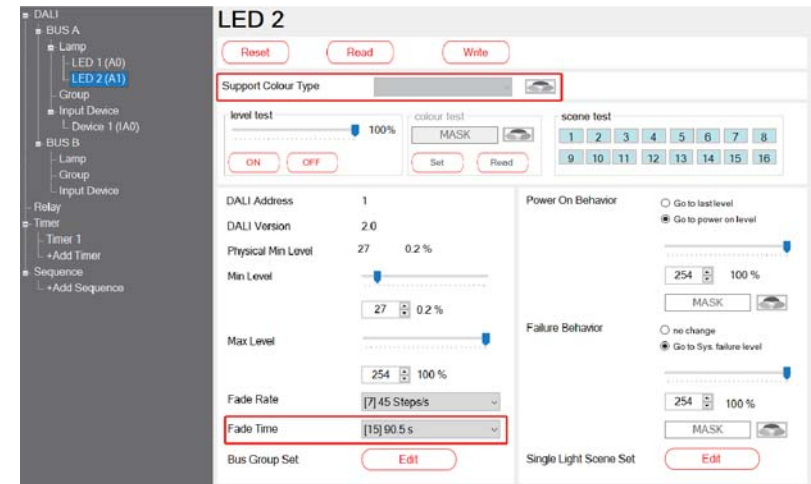 DALI
BUS A
Lamp
LED 1 (A0)
LED 2 (A1)
Group
Input Device
Device 1 (IA0)
BUS B
Lamp
Group
Input Device
Relay
Timer
Timer 1
+Add Timer
Sequence
+Add Sequence
LED 2
Reset Read Write
Support Colour Type
level test
100%
ON OFF
colour test
MASK
Set Read
scene test
1 2 3 4 5 6 7 8
9 10 11 12 13 14 15 16
DALI Address 1
DALI Version 2.0
Physical Min Level 27 0.2 %
Min Level
27 0.2 %
Max Level
254 100 %
Fade Rate [7] 45 Steps/s
Fade Time [15] 90.5 s
Bus Group Set Edit
Power On Behavior Go to last level
Go to power on level
254 100 %
MASK
Failure Behavior no change
Go to Sys. failure level
254 100 %
MASK
Single Light Scene Set Edit